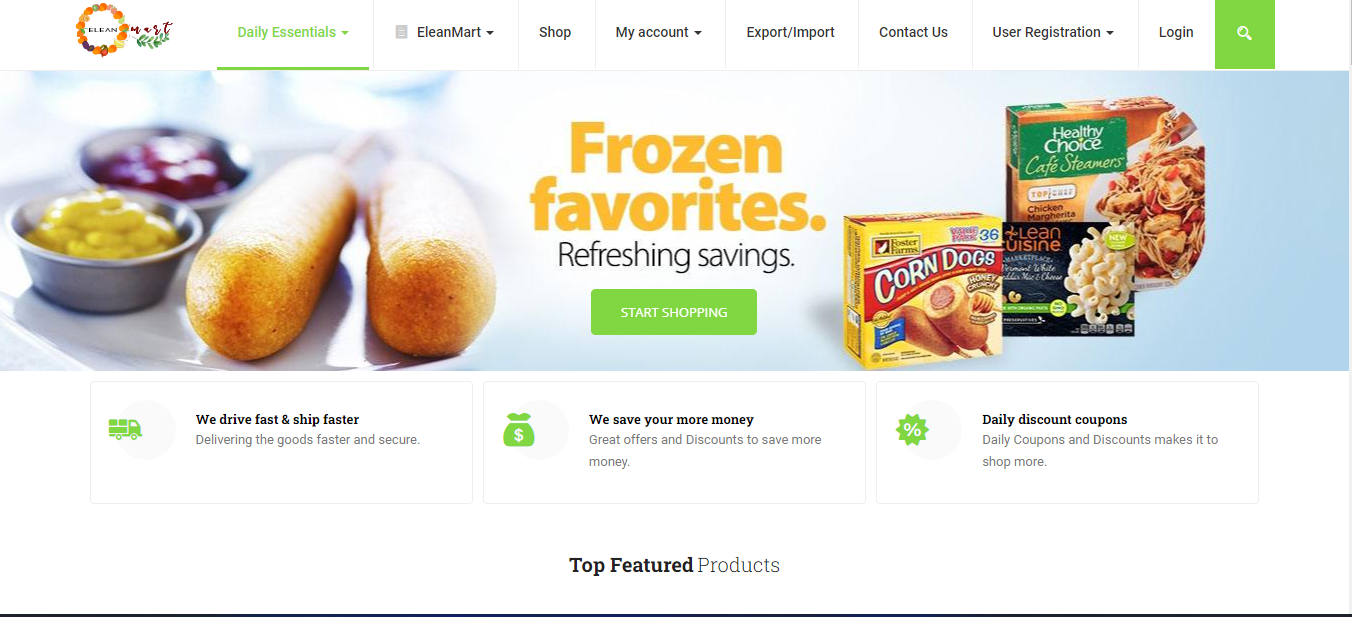 ELEAN mart
Daily Essentials
EleanMart
Shop
My account
Export/Import
Contact Us
User Registration
Login
Frozen
favorites.
Refreshing savings.
START SHOPPING
Healthy
Choice
Café Steamers
TOP CHEF
Chicken
Margherita
Lean
uisine
MARKETPLACE
Vermont White
Mac & Cheese
NEW
PRESERVATIVES
VALUE
PACK 36
Foster
Farms
CORN DOGS
HONEY
CRUNCHY
We drive fast & ship faster
Delivering the goods faster and secure.
We save your more money
Great offers and Discounts to save more
money.
Daily discount coupons
Daily Coupons and Discounts makes it to
shop more.
Top Featured Products